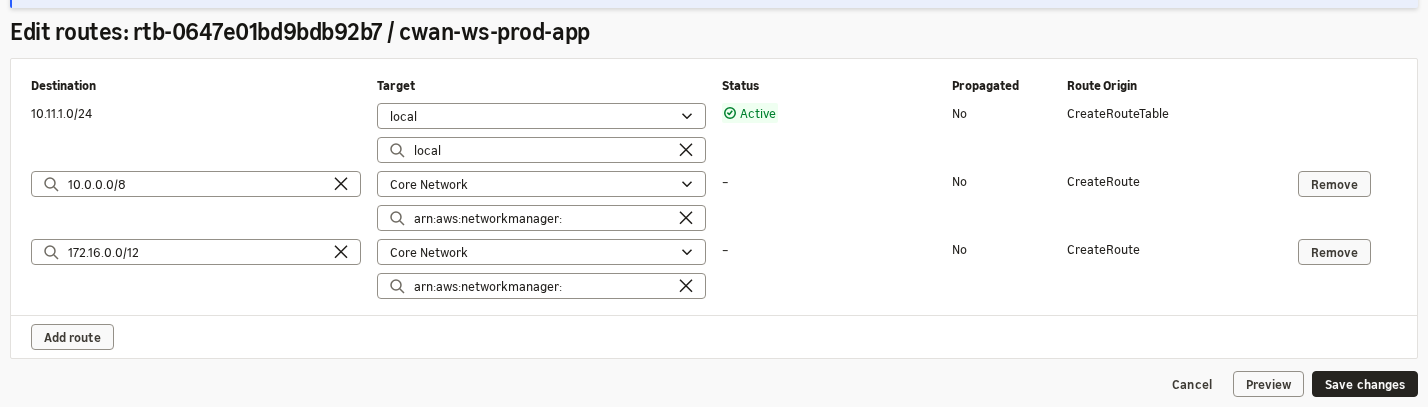 Edit routes: rtb-0647e01bd9bdb92b7 / cwan-ws-prod-app
Destination Target Status Propagated Route Origin
10.11.1.0/24 local Active No CreateRouteTable
local
10.0.0.0/8 Core Network – No CreateRoute Remove
arn:aws:networkmanager:
172.16.0.0/12 Core Network – No CreateRoute Remove
arn:aws:networkmanager:
Add route
Cancel Preview Save changes